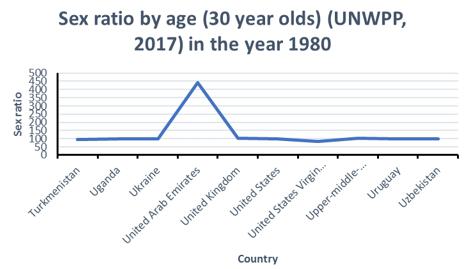 Sex ratio by age (30 year olds) (UNWPP,
2017) in the year 1980
Sex ratio
500
450
400
350
300
250
200
150
100
50
0
Turkmenistan
Uganda
Ukraine
United Arab Emirates
United Kingdom
United States
United States Virgin…
Upper-middle-…
Uruguay
Uzbekistan
Country